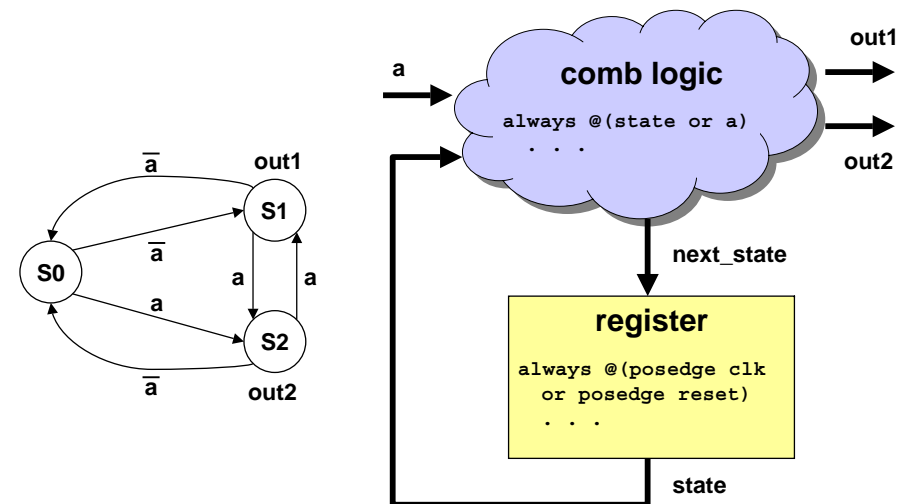 a̅
out1
S1
a̅
S0
a
a
a
S2
a̅
out2
a
comb logic
always @(state or a)
. . .
out1
out2
next_state
register
always @(posedge clk
or posedge reset)
. . .
state